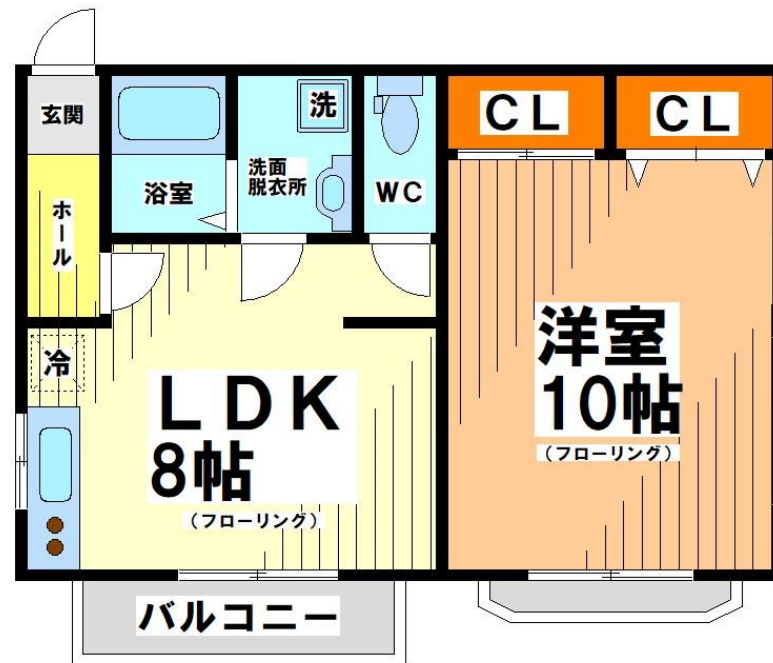 玄関
ホール
浴室
洗
洗面
脱衣所
WC
CL
CL
冷
LDK
8帖
(フローリング)
洋室
10帖
(フローリング)
バルコニー